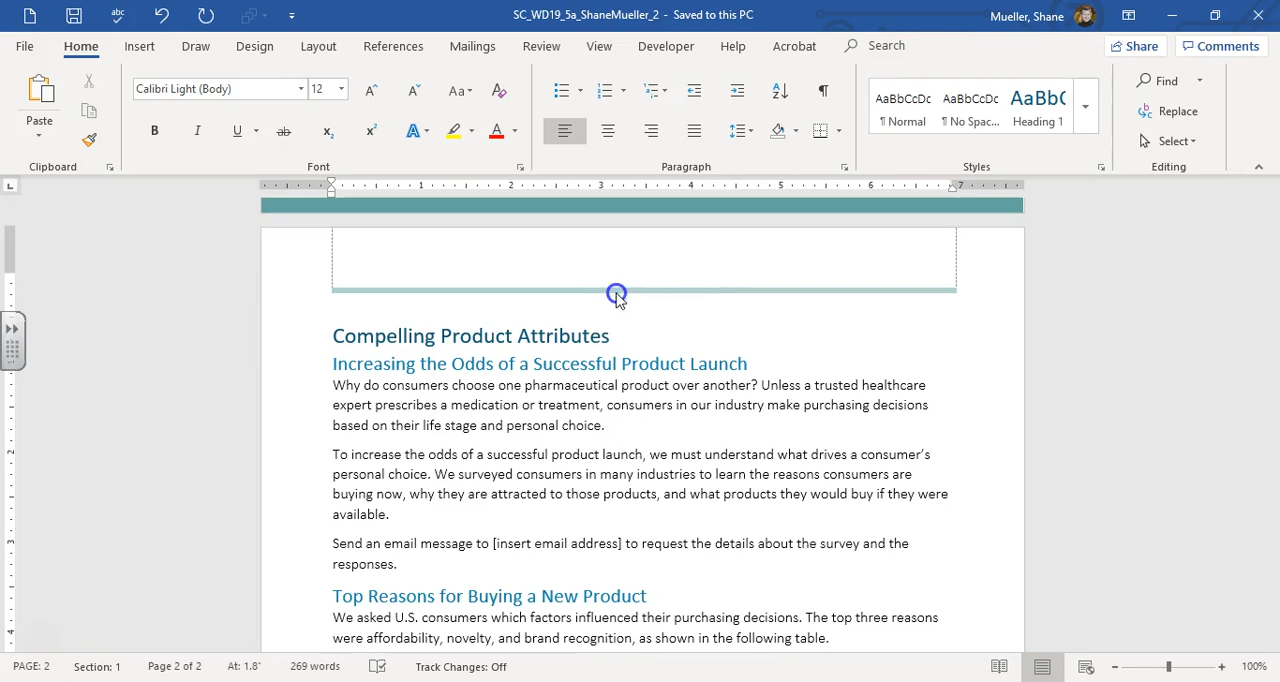 SC_WD19_5a_ShaneMueller_2 - Saved to this PC
Mueller, Shane
File Home Insert Draw Design Layout References Mailings Review View Developer Help Acrobat Search Share Comments
Calibri Light (Body) 12
Paste
Clipboard
Font
Paragraph
AaBbCcDc AaBbCcDc AaBbC
¶ Normal ¶ No Spac... Heading 1
Styles
Find
Replace
Select
Editing
1 2 3 4 5 6 7
Compelling Product Attributes
Increasing the Odds of a Successful Product Launch
Why do consumers choose one pharmaceutical product over another? Unless a trusted healthcare
expert prescribes a medication or treatment, consumers in our industry make purchasing decisions
based on their life stage and personal choice.
To increase the odds of a successful product launch, we must understand what drives a consumer's
personal choice. We surveyed consumers in many industries to learn the reasons consumers are
buying now, why they are attracted to those products, and what products they would buy if they were
available.
Send an email message to [insert email address] to request the details about the survey and the
responses.
Top Reasons for Buying a New Product
We asked U.S. consumers which factors influenced their purchasing decisions. The top three reasons
were affordability, novelty, and brand recognition, as shown in the following table.
PAGE: 2 Section: 1 Page 2 of 2 At: 1.8" 269 words Track Changes: Off 100%